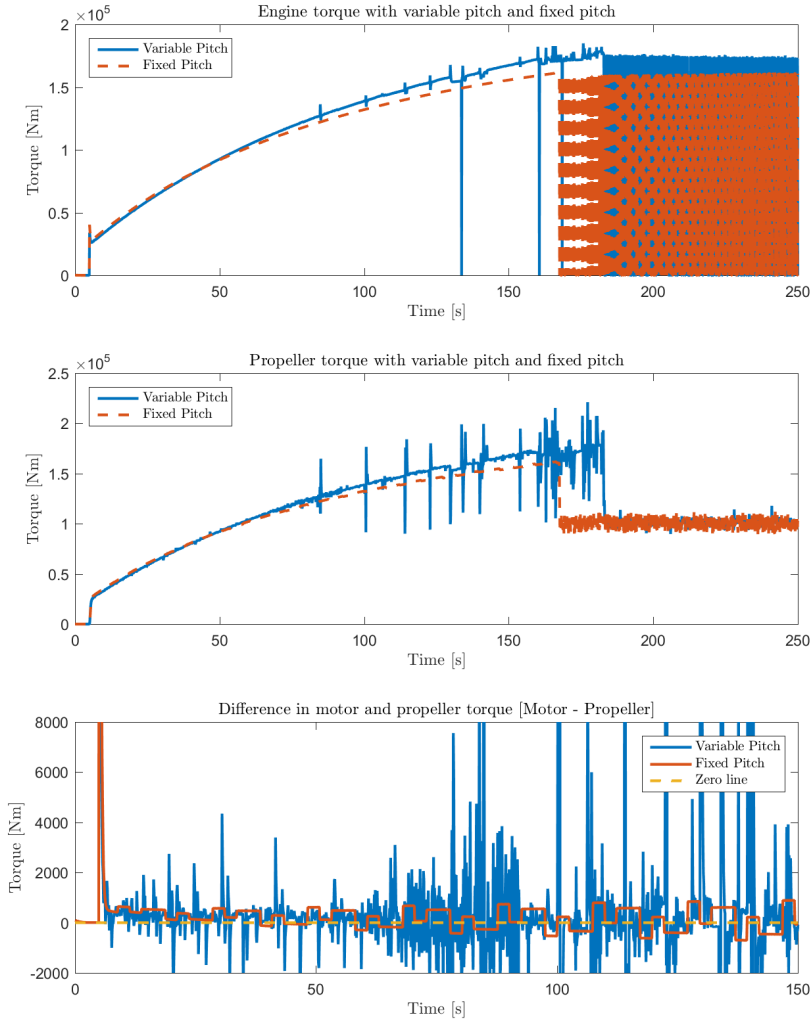 Engine torque with variable pitch and fixed pitch
×10⁵
2
1.5
1
0.5
0
Torque [Nm]
Variable Pitch
Fixed Pitch
0 50 100 150 200 250
Time [s]
Propeller torque with variable pitch and fixed pitch
×10⁵
2.5
2
1.5
1
0.5
0
Torque [Nm]
Variable Pitch
Fixed Pitch
0 50 100 150 200 250
Time [s]
Difference in motor and propeller torque [Motor - Propeller]
8000
6000
4000
2000
0
-2000
Torque [Nm]
Variable Pitch
Fixed Pitch
Zero line
0 50 100 150
Time [s]